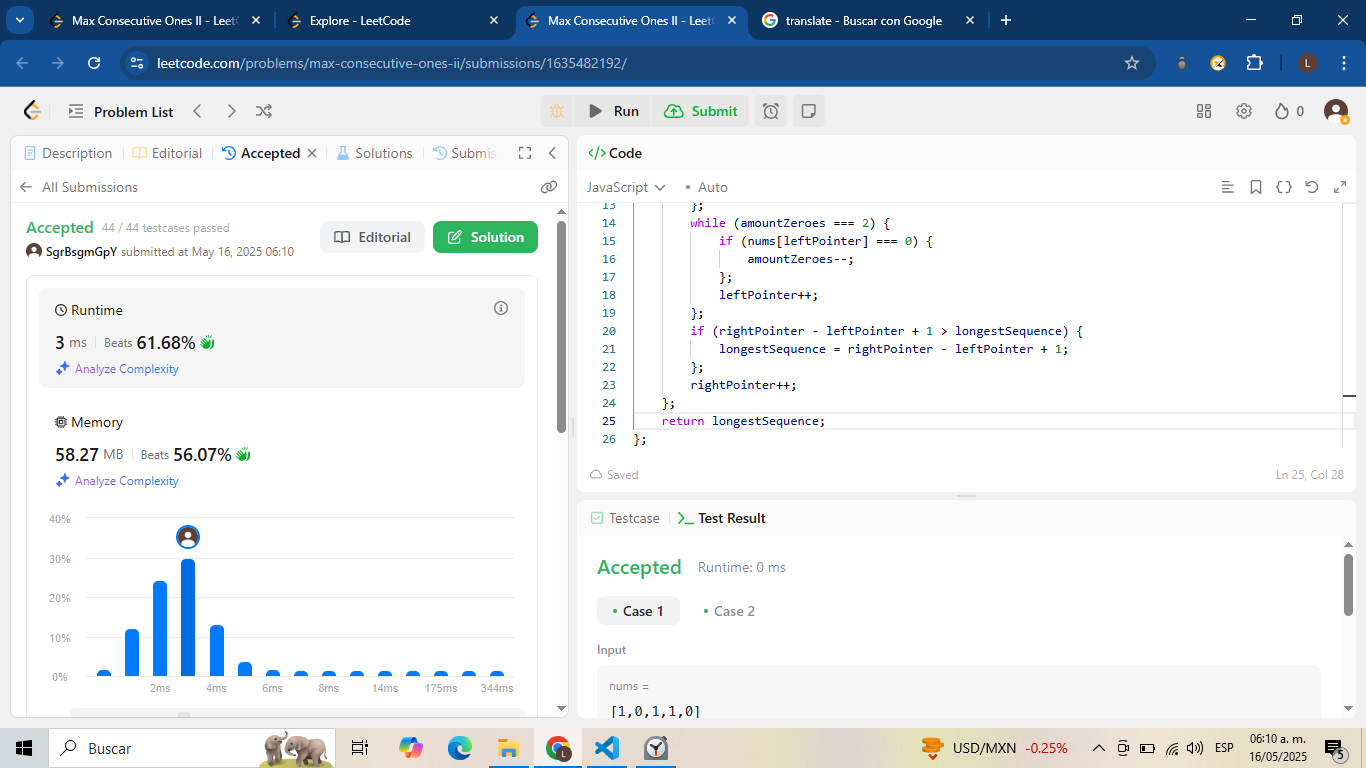 Max Consecutive Ones II - LeetC
Explore - LeetCode
Max Consecutive Ones II - LeetC
translate - Buscar con Google
leetcode.com/problems/max-consecutive-ones-ii/submissions/1635482192/
L
Problem List
Run
Submit
0
Description
Editorial
Accepted
Solutions
Submis
All Submissions
Accepted 44 / 44 testcases passed
SgrBsgmGpY submitted at May 16, 2025 06:10
Editorial
Solution
Runtime
3 ms
Beats 61.68%
Analyze Complexity
Memory
58.27 MB
Beats 56.07%
Analyze Complexity
40%
30%
20%
10%
0%
2ms 4ms 6ms 8ms 14ms 175ms 344ms
</> Code
JavaScript
Auto
13 };
14 while (amountZeroes === 2) {
15 if (nums[leftPointer] === 0) {
16 amountZeroes--;
17 };
18 leftPointer++;
19 };
20 if (rightPointer - leftPointer + 1 > longestSequence) {
21 longestSequence = rightPointer - leftPointer + 1;
22 };
23 rightPointer++;
24 };
25 return longestSequence;
26 };
Saved
Ln 25, Col 28
Testcase
>_ Test Result
Accepted Runtime: 0 ms
Case 1
Case 2
Input
nums =
[1,0,1,1,0]
Buscar
L
USD/MXN -0.25%
ESP
06:10 a. m.
16/05/2025
5